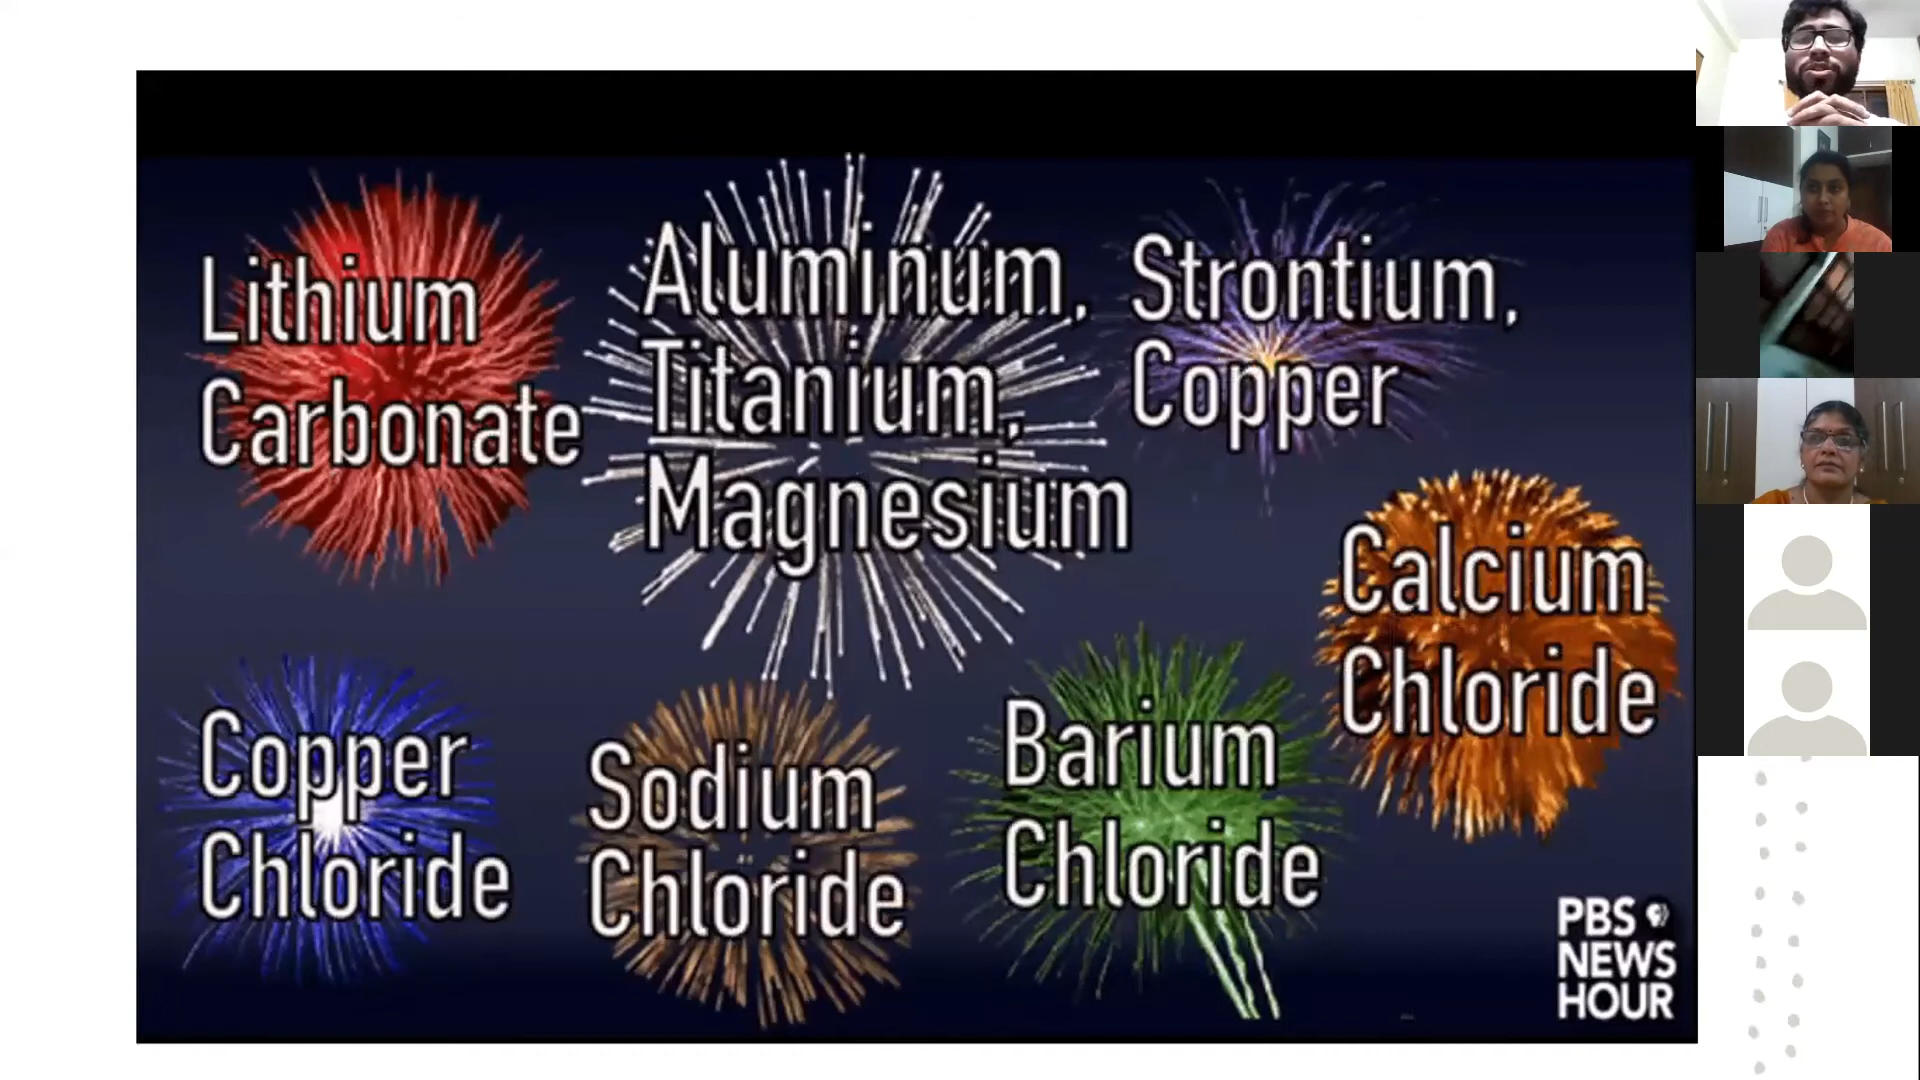 Lithium
Carbonate
Aluminum,
Titanium,
Magnesium
Strontium,
Copper
Calcium
Chloride
Copper
Chloride
Sodium
Chloride
Barium
Chloride
PBS
NEWS
HOUR